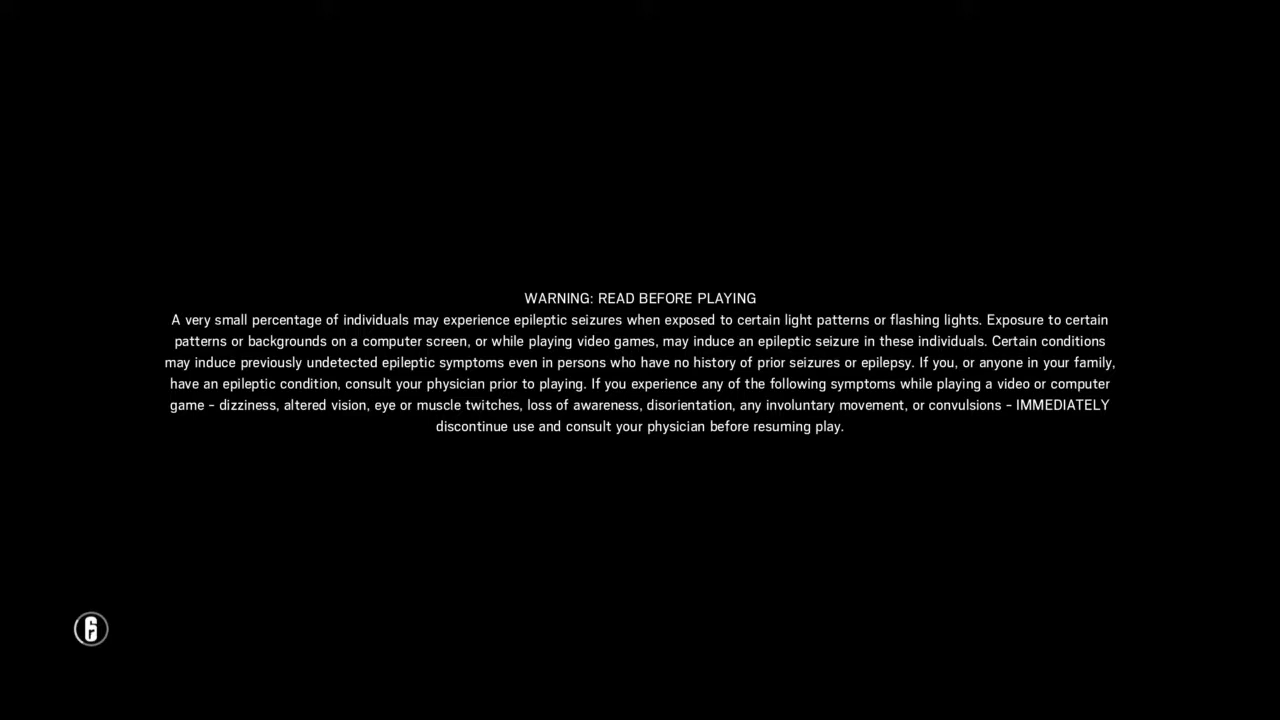 WARNING: READ BEFORE PLAYING
A very small percentage of individuals may experience epileptic seizures when exposed to certain light patterns or flashing lights. Exposure to certain
patterns or backgrounds on a computer screen, or while playing video games, may induce an epileptic seizure in these individuals. Certain conditions
may induce previously undetected epileptic symptoms even in persons who have no history of prior seizures or epilepsy. If you, or anyone in your family,
have an epileptic condition, consult your physician prior to playing. If you experience any of the following symptoms while playing a video or computer
game - dizziness, altered vision, eye or muscle twitches, loss of awareness, disorientation, any involuntary movement, or convulsions - IMMEDIATELY
discontinue use and consult your physician before resuming play.
6